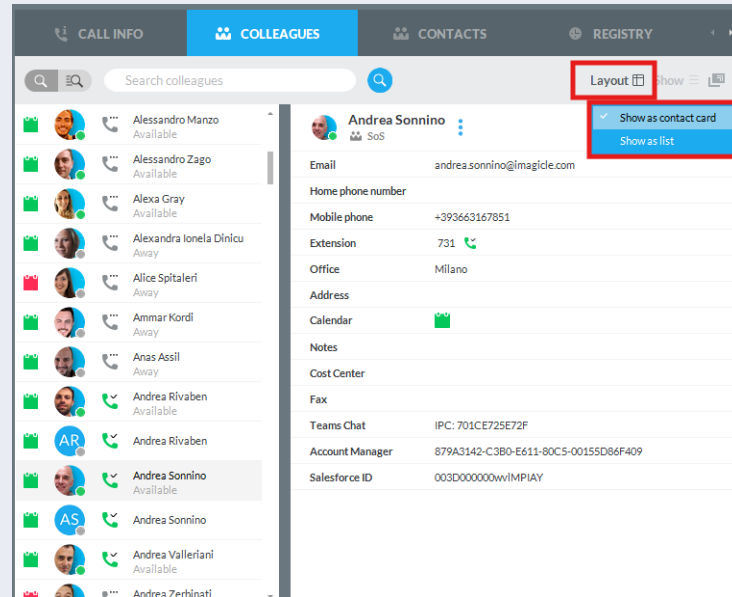 CALL INFO
COLLEAGUES
CONTACTS
REGISTRY
Search colleagues
Layout
Show
Show as contact card
Show as list
Alessandro Manzo
Available
Alessandro Zago
Available
Alexa Gray
Available
Alexandra Ionela Dinicu
Away
Alice Spitaleri
Away
Ammar Kordi
Away
Anas Assil
Away
Andrea Rivaben
Available
AR
Andrea Rivaben
Andrea Sonnino
Available
AS
Andrea Sonnino
Andrea Valleriani
Available
Andrea Zerbinati
Andrea Sonnino
SoS
Email andrea.sonnino@imagicle.com
Home phone number
Mobile phone +393663167851
Extension 731
Office Milano
Address
Calendar
Notes
Cost Center
Fax
Teams Chat IPC: 701CE725E72F
Account Manager 879A3142-C3B0-E611-80C5-00155D86F409
Salesforce ID 003D000000wvlMPIAY